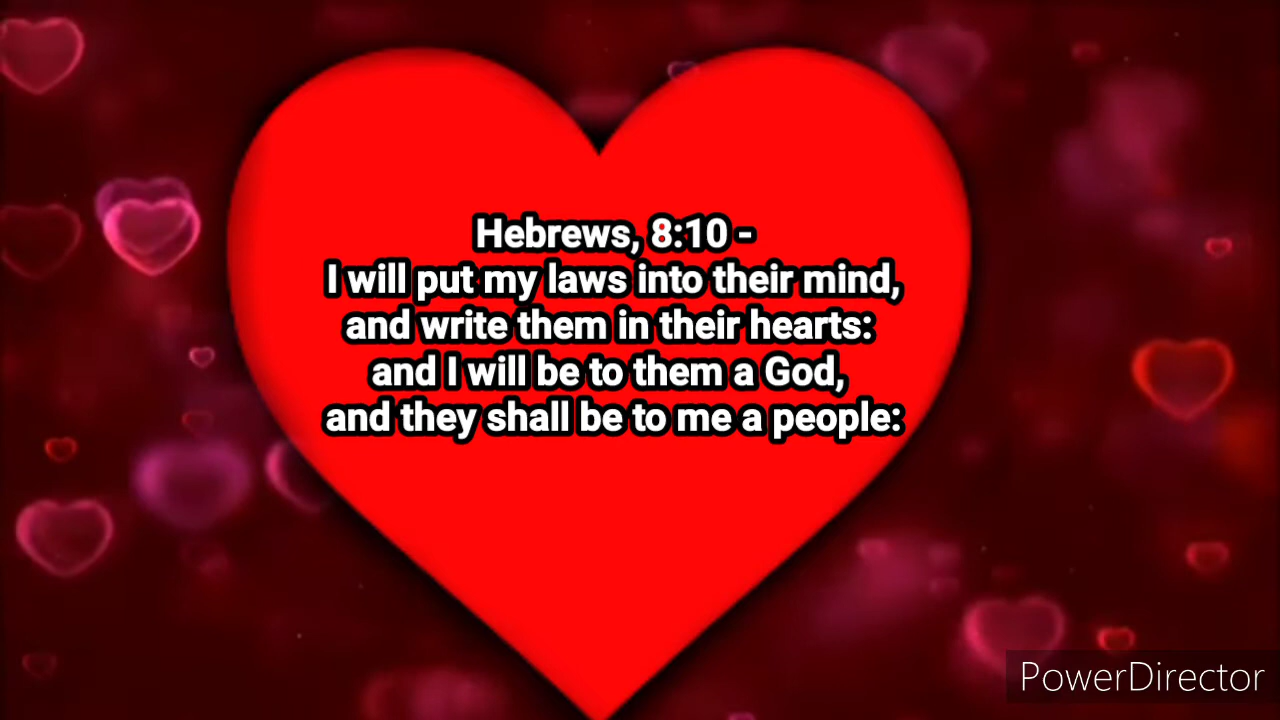 Hebrews, 8:10 -
I will put my laws into their mind,
and write them in their hearts:
and I will be to them a God,
and they shall be to me a people:
PowerDirector